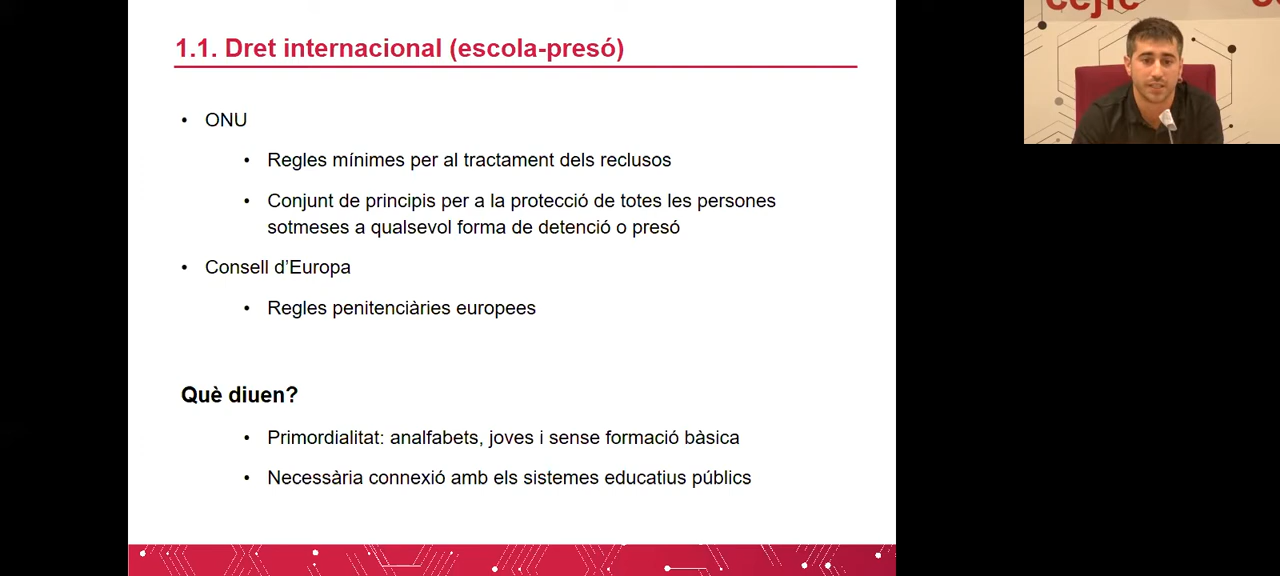 1.1. Dret internacional (escola-presó)
• ONU
• Regles mínimes per al tractament dels reclusos
• Conjunt de principis per a la protecció de totes les persones
sotmeses a qualsevol forma de detenció o presó
• Consell d’Europa
• Regles penitenciàries europees
Què diuen?
• Primordialitat: analfabets, joves i sense formació bàsica
• Necessària connexió amb els sistemes educatius públics
cejfe